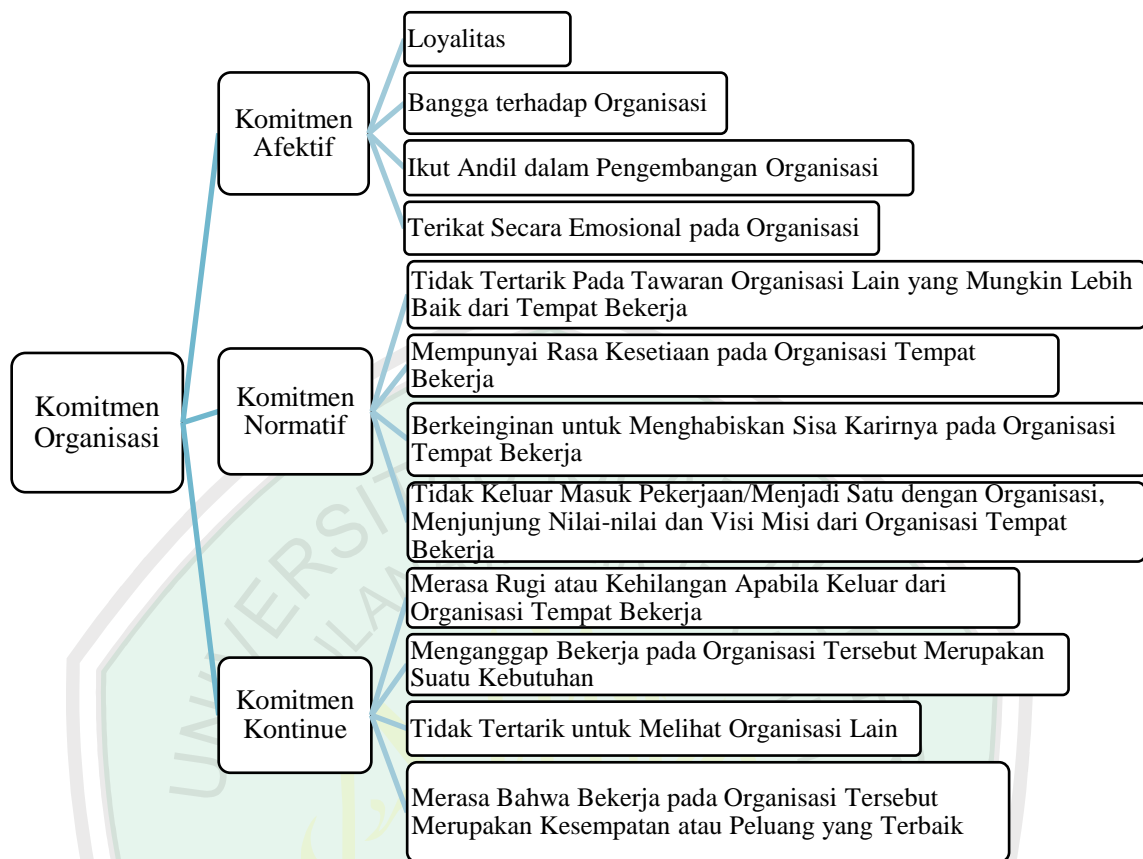 Loyalitas
Bangga terhadap Organisasi
Komitmen
Afektif
Ikut Andil dalam Pengembangan Organisasi
Terikat Secara Emosional pada Organisasi
Tidak Tertarik Pada Tawaran Organisasi Lain yang Mungkin Lebih
Baik dari Tempat Bekerja
Mempunyai Rasa Kesetiaan pada Organisasi Tempat
Bekerja
Komitmen
Organisasi
Komitmen
Normatif
Berkeinginan untuk Menghabiskan Sisa Karirnya pada Organisasi
Tempat Bekerja
Tidak Keluar Masuk Pekerjaan/Menjadi Satu dengan Organisasi,
Menjunjung Nilai-nilai dan Visi Misi dari Organisasi Tempat
Bekerja
Merasa Rugi atau Kehilangan Apabila Keluar dari
Organisasi Tempat Bekerja
Menganggap Bekerja pada Organisasi Tersebut Merupakan
Suatu Kebutuhan
Komitmen
Kontinue
Tidak Tertarik untuk Melihat Organisasi Lain
Merasa Bahwa Bekerja pada Organisasi Tersebut
Merupakan Kesempatan atau Peluang yang Terbaik